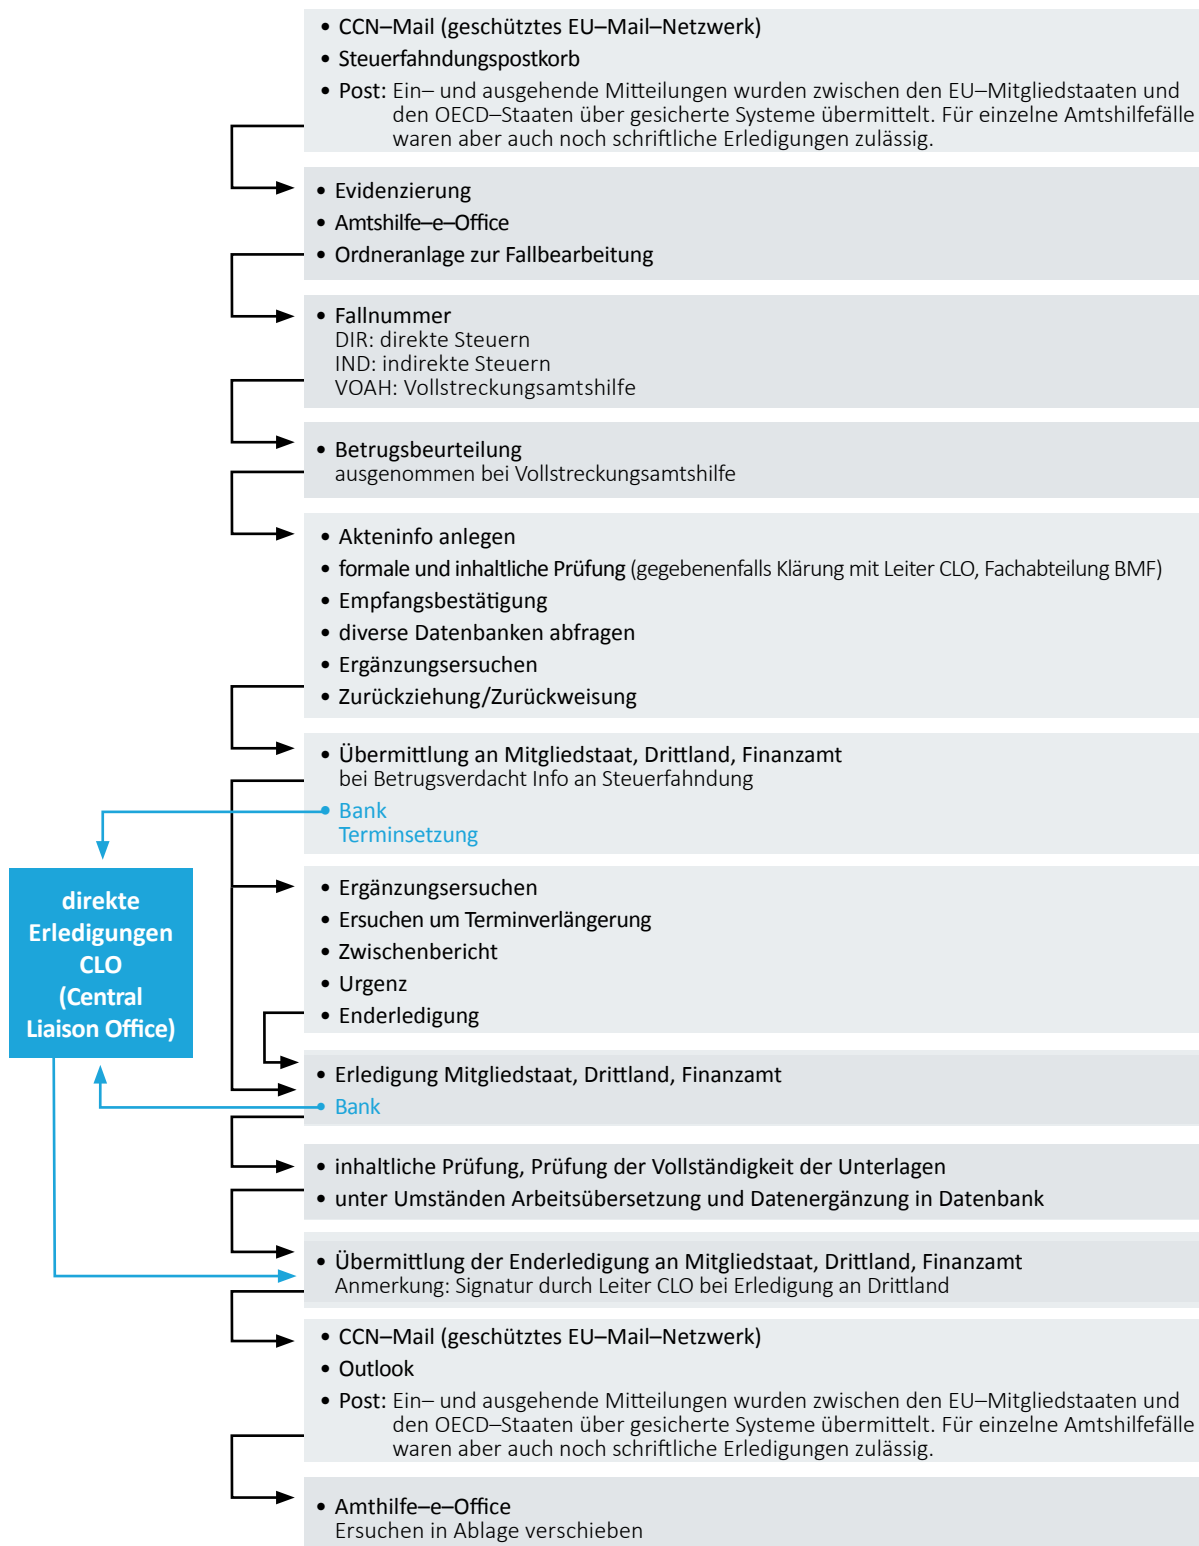 • CCN–Mail (geschütztes EU–Mail–Netzwerk)
• Steuerfahndungspostkorb
• Post: Ein– und ausgehende Mitteilungen wurden zwischen den EU–Mitgliedstaaten und
den OECD–Staaten über gesicherte Systeme übermittelt. Für einzelne Amtshilfefälle
waren aber auch noch schriftliche Erledigungen zulässig.
• Evidenzierung
• Amtshilfe–e–Office
• Ordneranlage zur Fallbearbeitung
• Fallnummer
DIR: direkte Steuern
IND: indirekte Steuern
VOAH: Vollstreckungsamtshilfe
• Betrugsbeurteilung
ausgenommen bei Vollstreckungsamtshilfe
• Akteninfo anlegen
• formale und inhaltliche Prüfung (gegebenenfalls Klärung mit Leiter CLO, Fachabteilung BMF)
• Empfangsbestätigung
• diverse Datenbanken abfragen
• Ergänzungsersuchen
• Zurückziehung/Zurückweisung
• Übermittlung an Mitgliedstaat, Drittland, Finanzamt
bei Betrugsverdacht Info an Steuerfahndung
• Bank
Terminsetzung
direkte
Erledigungen
CLO
(Central
Liaison Office)
• Ergänzungsersuchen
• Ersuchen um Terminverlängerung
• Zwischenbericht
• Urgenz
• Enderledigung
• Erledigung Mitgliedstaat, Drittland, Finanzamt
• Bank
• inhaltliche Prüfung, Prüfung der Vollständigkeit der Unterlagen
• unter Umständen Arbeitsübersetzung und Datenergänzung in Datenbank
• Übermittlung der Enderledigung an Mitgliedstaat, Drittland, Finanzamt
Anmerkung: Signatur durch Leiter CLO bei Erledigung an Drittland
• CCN–Mail (geschütztes EU–Mail–Netzwerk)
• Outlook
• Post: Ein– und ausgehende Mitteilungen wurden zwischen den EU–Mitgliedstaaten und
den OECD–Staaten über gesicherte Systeme übermittelt. Für einzelne Amtshilfefälle
waren aber auch noch schriftliche Erledigungen zulässig.
• Amthilfe–e–Office
Ersuchen in Ablage verschieben